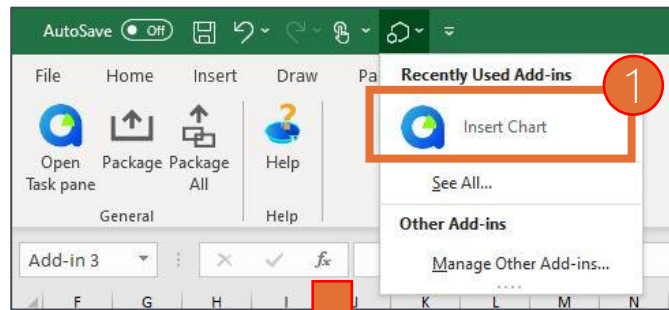 AutoSave Off
File Home Insert Draw Pa
Recently Used Add-ins
1
Insert Chart
Open Task pane
Package
Package All
Help
See All...
General
Help
Other Add-ins
Add-in 3
fx
Manage Other Add-ins...
F G H I J K L M N